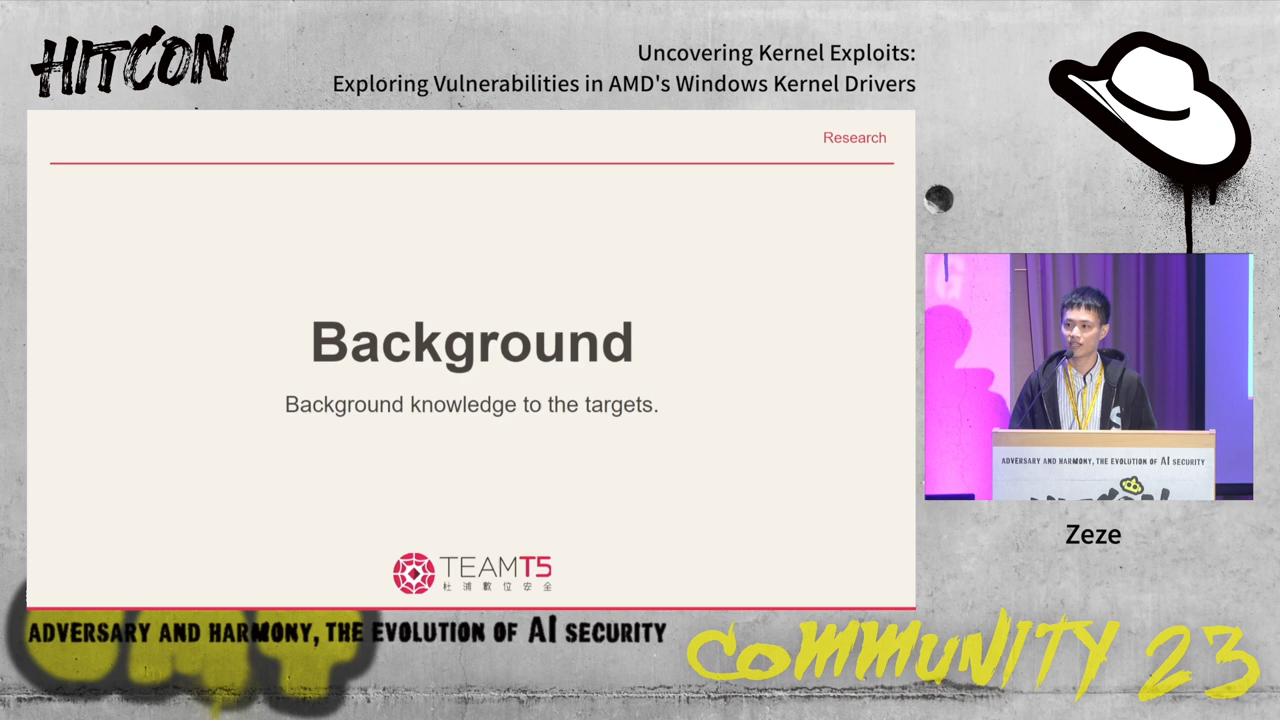 HITCON
Uncovering Kernel Exploits:
Exploring Vulnerabilities in AMD's Windows Kernel Drivers
Research
Background
Background knowledge to the targets.
TEAMT5
杜浦數位安全
ADVERSARY AND HARMONY, THE EVOLUTION OF AI SECURITY
HITCON
Zeze
ADVERSARY AND HARMONY, THE EVOLUTION OF AI SECURITY
COMMUNITY 23